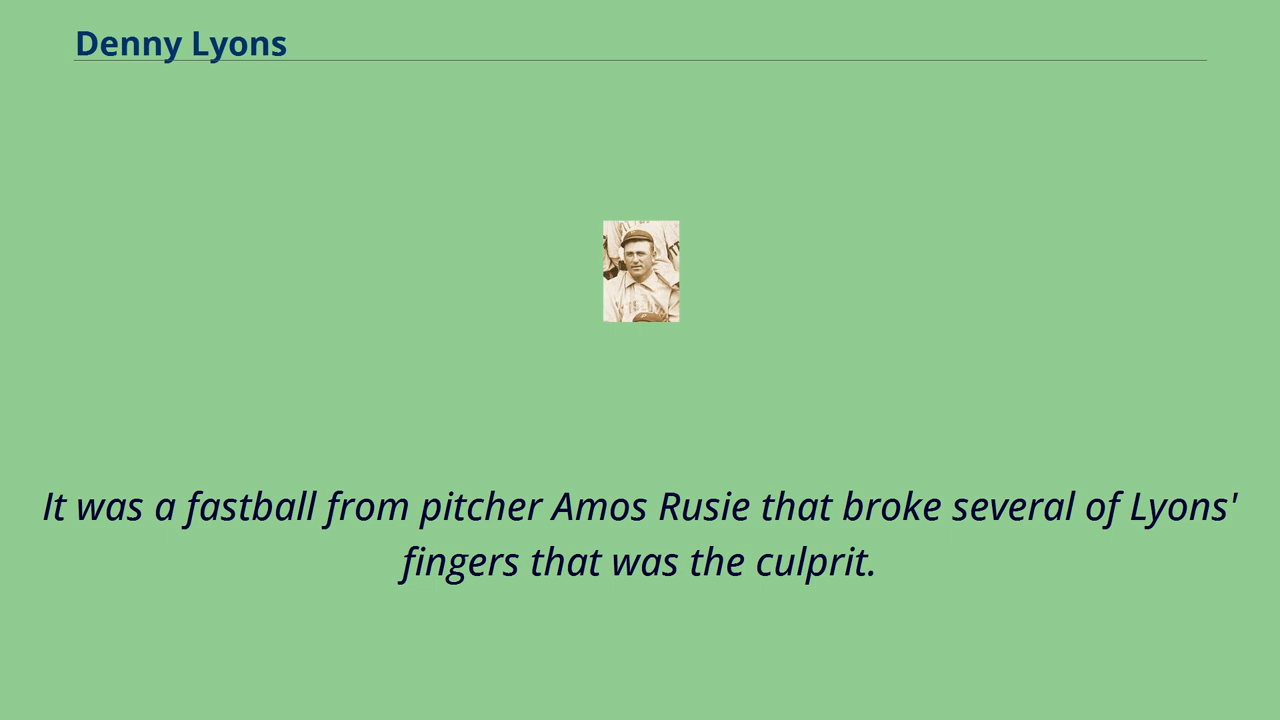 Denny Lyons
It was a fastball from pitcher Amos Rusie that broke several of Lyons'
fingers that was the culprit.